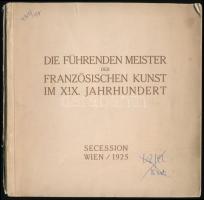 DIE FÜHRENDEN MEISTER
DER
FRANZÖSISCHEN KUNST
IM XIX. JAHRHUNDERT
SECESSION
WIEN / 1925